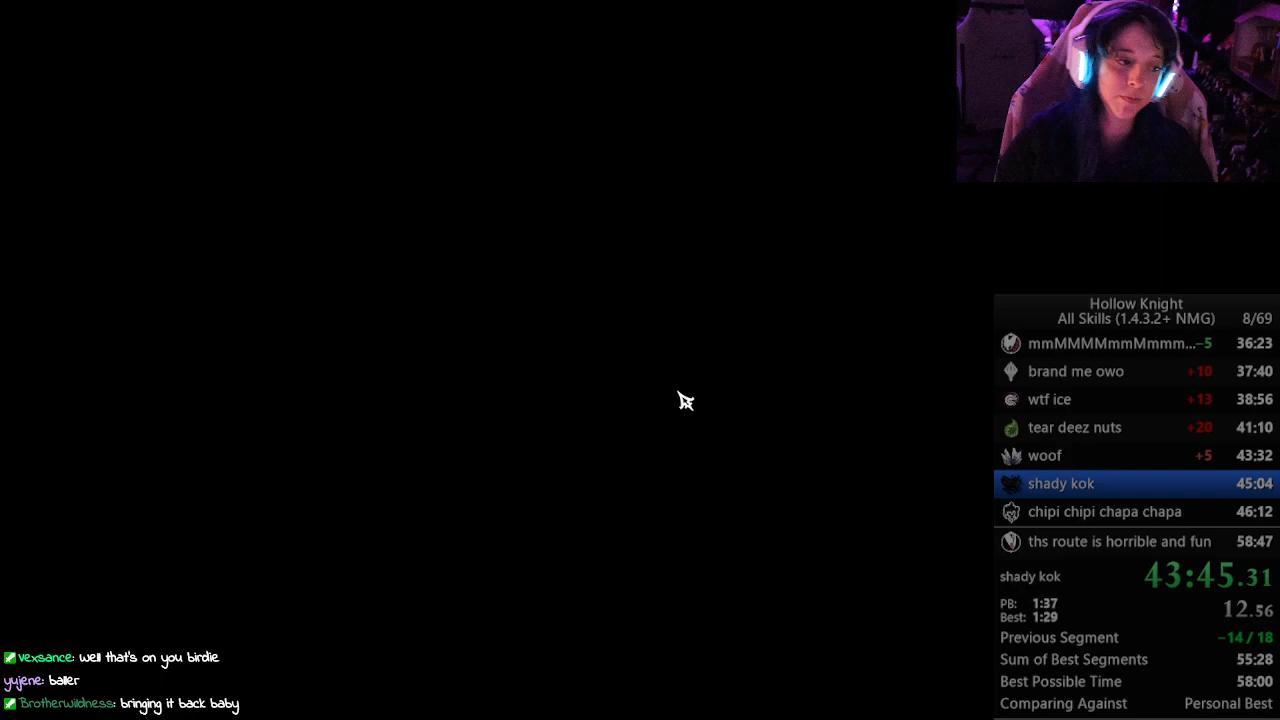 Hollow Knight
All Skills (1.4.3.2+ NMG) 8/69
mmMMMMmmMmmm... −5 36:23
brand me owo +10 37:40
wtf ice +13 38:56
tear deez nuts +20 41:10
woof +5 43:32
shady kok 45:04
chipi chipi chapa chapa 46:12
ths route is horrible and fun 58:47
shady kok 43:45.31
PB: 1:37
Best: 1:29
12.56
Previous Segment −14 / 18
Sum of Best Segments 55:28
Best Possible Time 58:00
Comparing Against Personal Best
vexsance: well that's on you birdie
yujene: baller
BrotherWildness: bringing it back baby